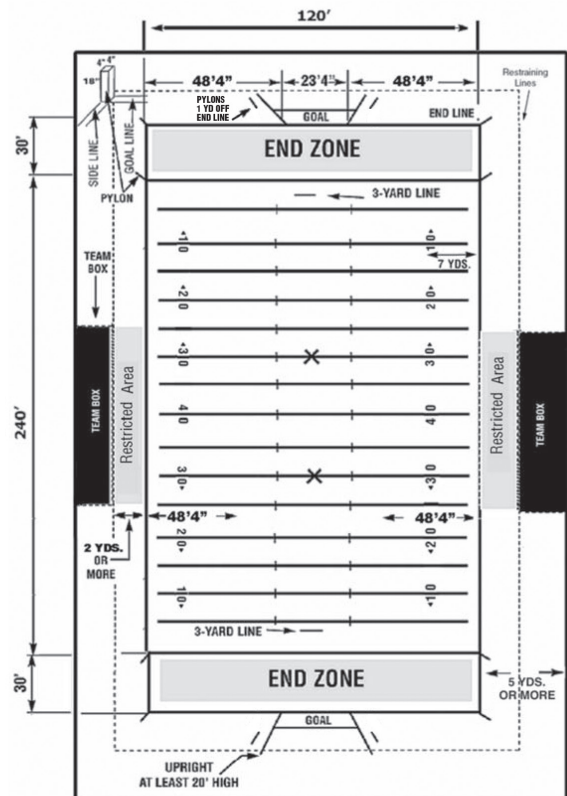 120'
4" 4"
18"
48'4" 23'4" 48'4"
Restraining
Lines
PYLONS
1 YD OFF
END LINE
GOAL
END LINE
30'
SIDE LINE
GOAL LINE
END ZONE
PYLON
3-YARD LINE
10 10
7 YDS.
TEAM
BOX
20 20
30 30
TEAM BOX
Restricted Area
240'
40 40
Restricted Area
TEAM BOX
30 30
48'4" 48'4"
2 YDS.
OR
MORE
20 20
10 10
3-YARD LINE
30'
END ZONE
5 YDS.
OR MORE
GOAL
UPRIGHT
AT LEAST 20' HIGH